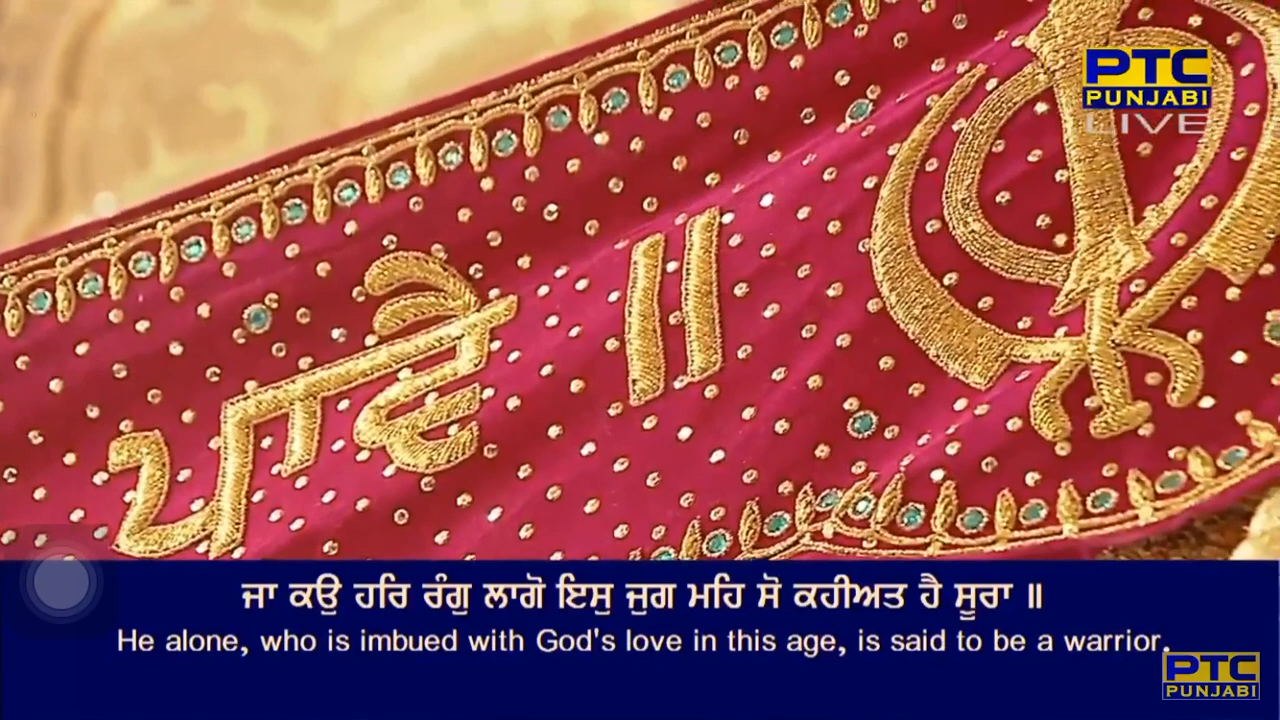 PTC
PUNJABI
LIVE
ਪਾਵੈ ॥
ਜਾ ਕਉ ਹਰਿ ਰੰਗੁ ਲਾਗੋ ਇਸੁ ਜੁਗ ਮਹਿ ਸੋ ਕਹੀਅਤ ਹੈ ਸੂਰਾ ॥
He alone, who is imbued with God's love in this age, is said to be a warrior.
PTC
PUNJABI